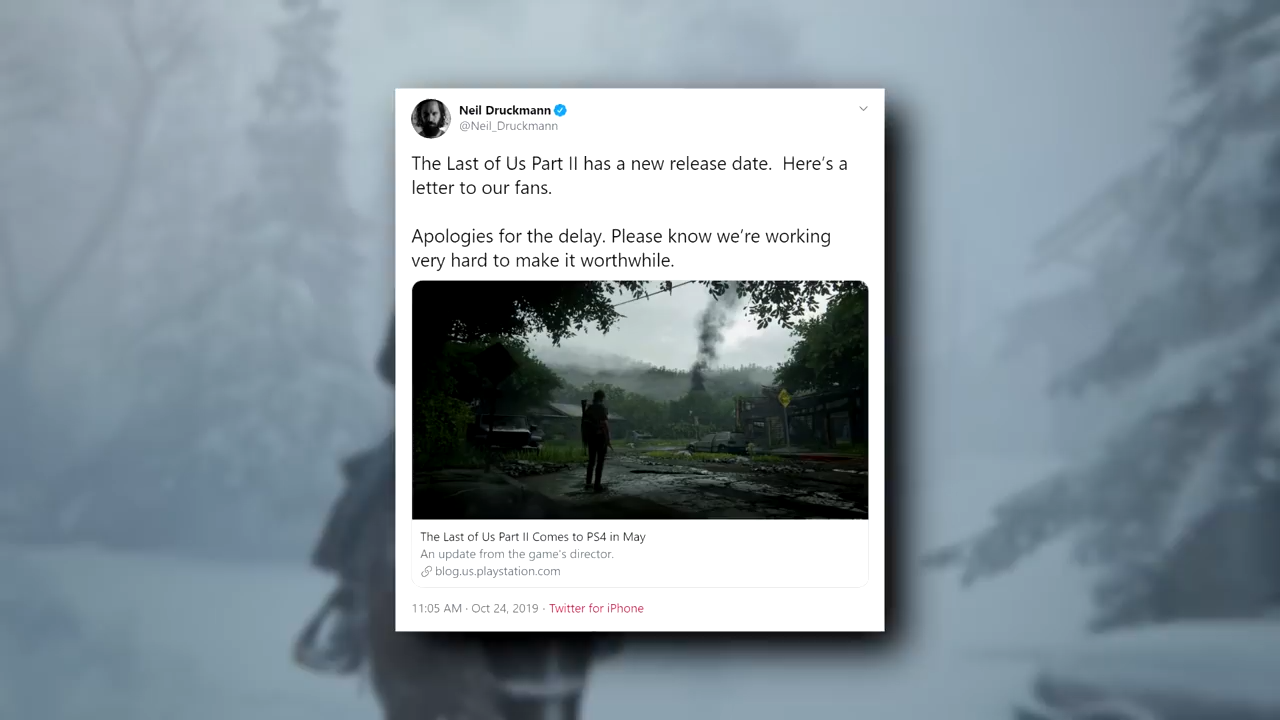 Neil Druckmann
@Neil_Druckmann
The Last of Us Part II has a new release date.  Here's a
letter to our fans.
Apologies for the delay. Please know we're working
very hard to make it worthwhile.
The Last of Us Part II Comes to PS4 in May
An update from the game's director.
blog.us.playstation.com
11:05 AM · Oct 24, 2019 · Twitter for iPhone